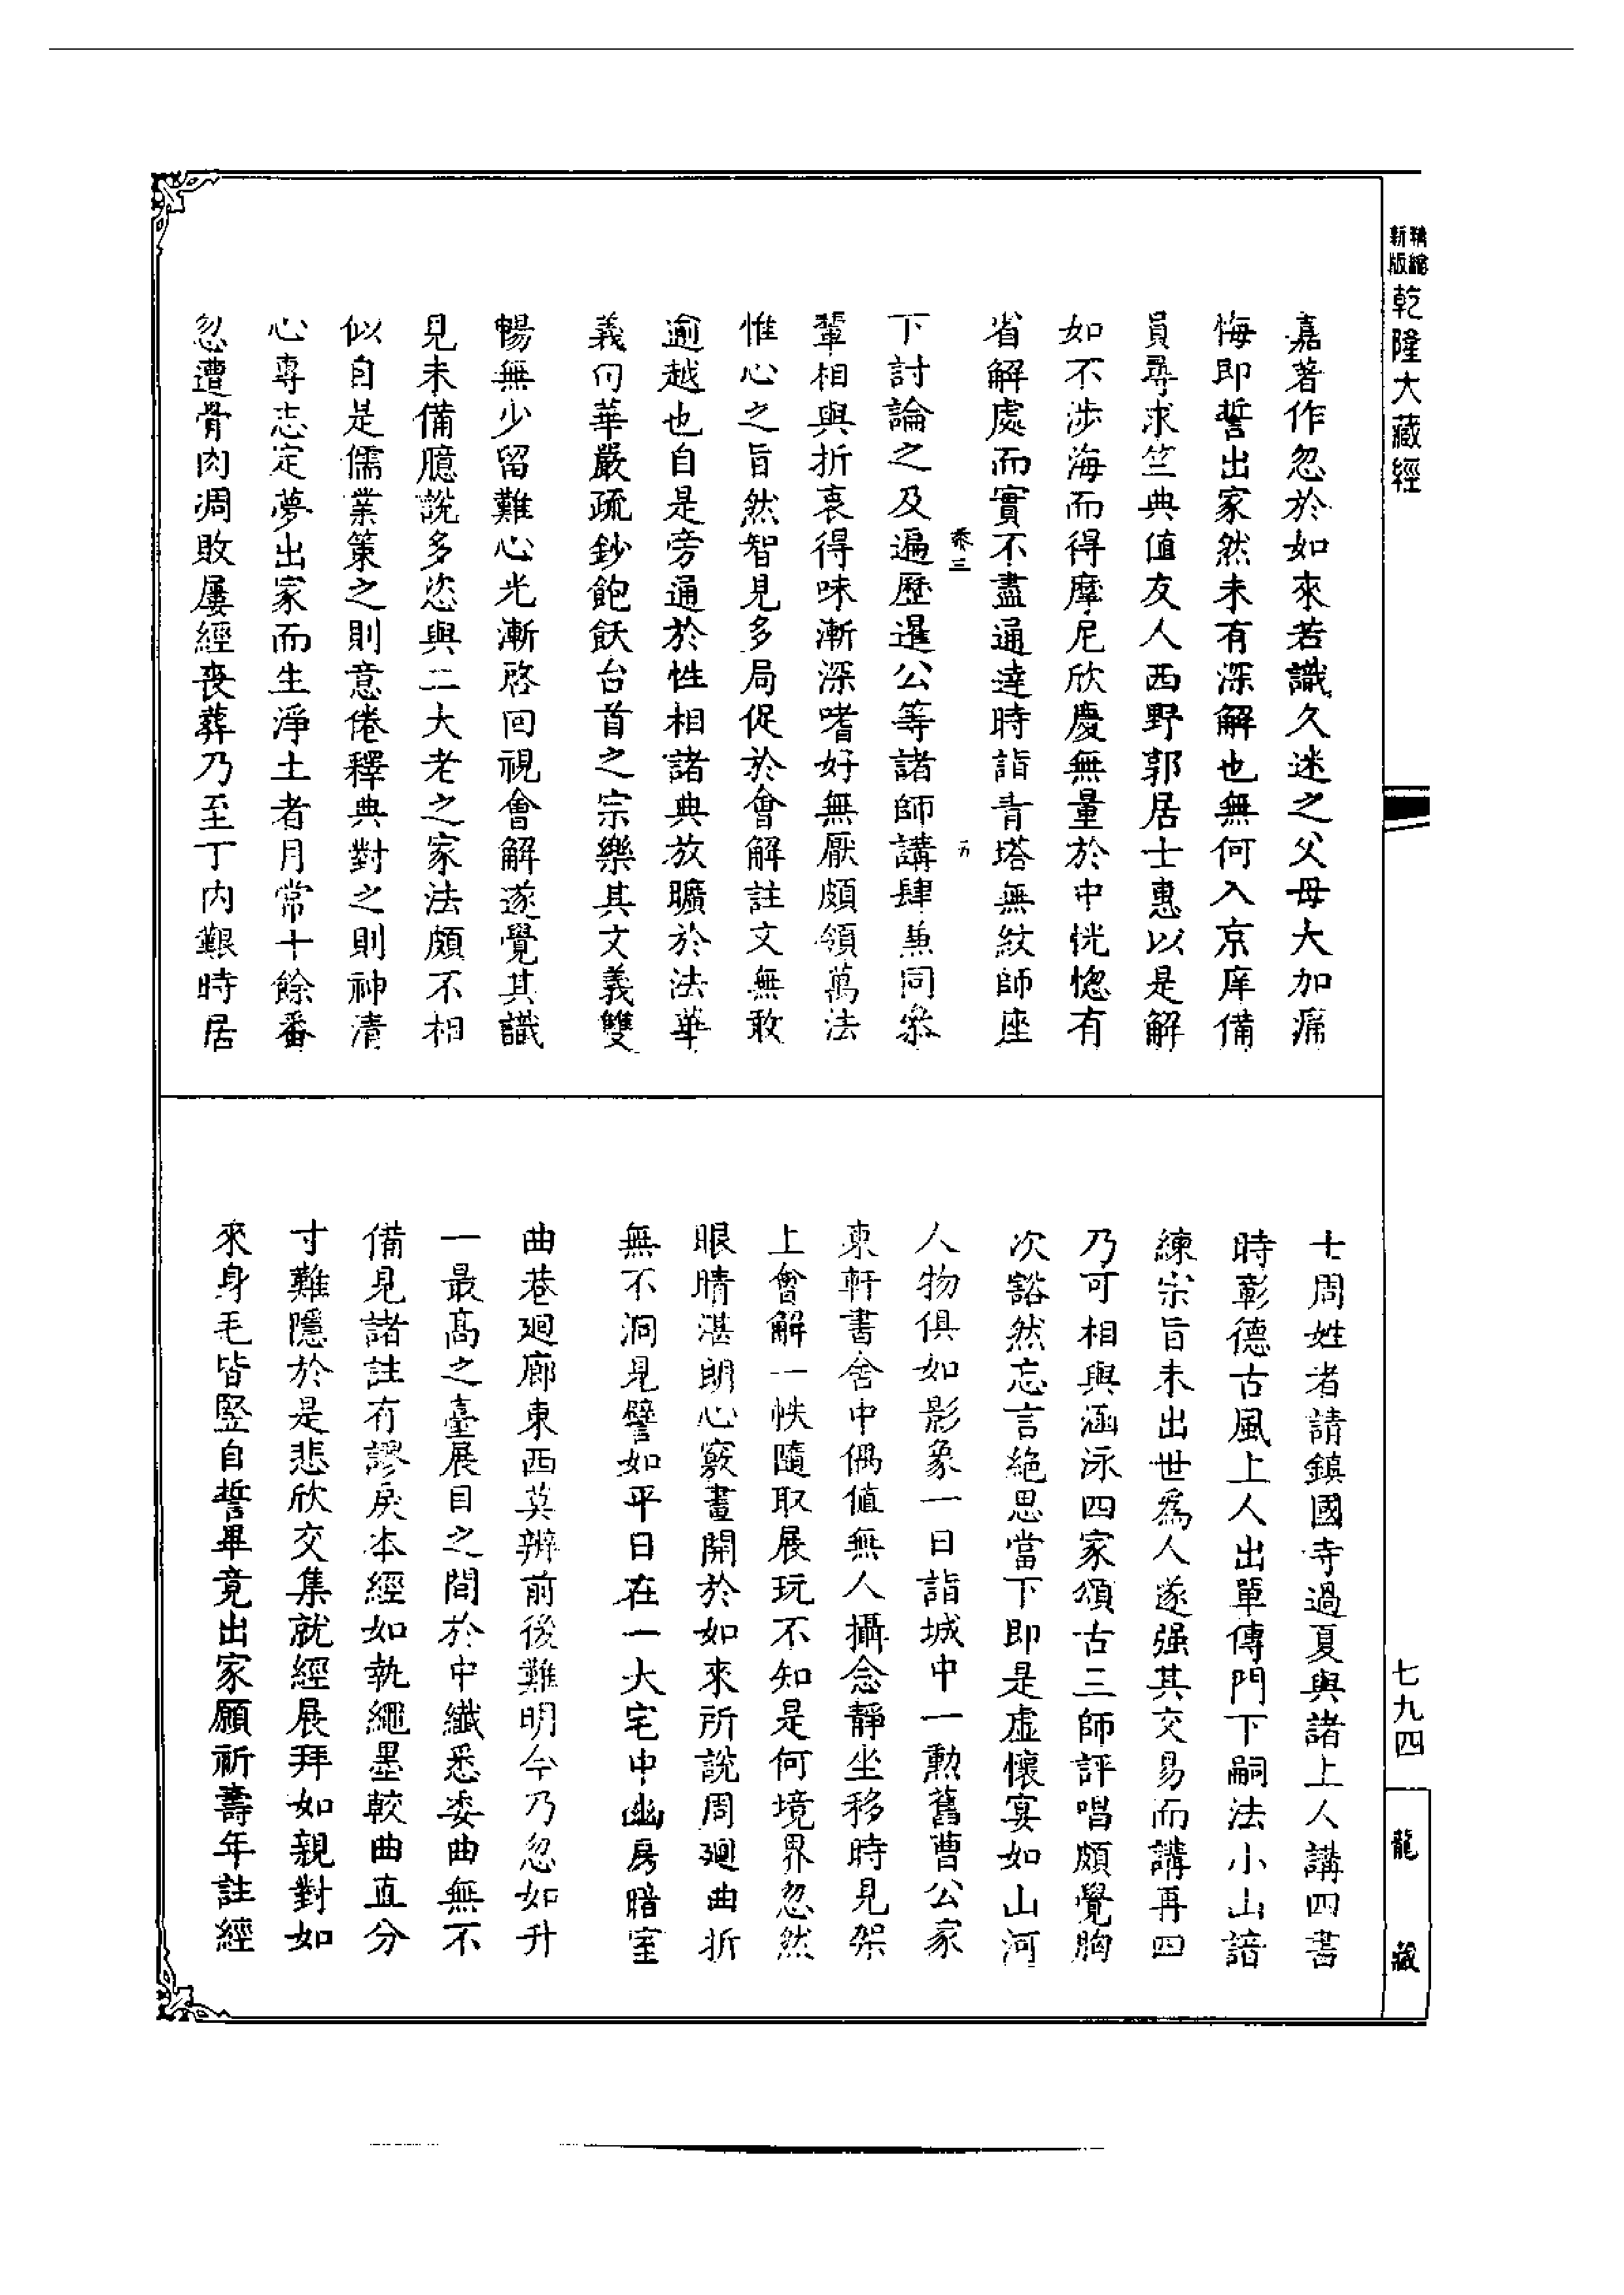 精縮新版
乾隆大藏經
嘉著作忽於如來若識久迷之父母大加痛
悔即誓出家然未有深解也無何入京庠備
員尋求竺典值友人西野郭居士惠以是解
如不涉海而得摩尼欣慶無量於中恍惚有
省解處而實不盡通達時詣青塔無紋師座
下討論之及遍歷暹公等諸師講肆兼同叅
輩相與折衷得味漸深嗜好無厭頗領萬法
惟心之旨然智見多局促於會解註文無敢
逾越也自是旁通於性相諸典放曠於法華
義句華嚴疏鈔飽飫台首之宗樂其文義雙
暢無少留難心光漸啓回視會解遂覺其識
見未備臆說多恣與二大老之家法頗不相
似自是儒業策之則意倦釋典對之則神清
心專志定夢出家而生淨土者月常十餘番
忽遭骨肉凋敗屢經喪葬乃至丁內艱時居
士周姓者請鎮國寺過夏與諸上人講四書
時彰德古風上人出單傳門下嗣法小山諳
練宗旨未出世爲人遂强其交易而講再四
乃可相與涵泳四家頌古三師評唱頗覺胸
次豁然忘言絶思當下即是虛懷宴如山河
人物俱如影象一日詣城中一勲舊曹公家
東軒書舍中偶值無人攝念靜坐移時見架
上會解一帙隨取展玩不知是何境界忽然
眼睛湛朗心竅畫開於如來所說周廻曲折
無不洞見譬如平日在一大宅中幽房暗室
曲巷廻廊東西莫辨前後難明今乃忽如升
一最高之臺展目之間於中纖悉委曲無不
備見諸註有謬戾本經如執繩墨較曲直分
寸難隱於是悲欣交集就經展拜如親對如
來身毛皆竪自誓畢竟出家願祈壽年註經
七九四
龍藏